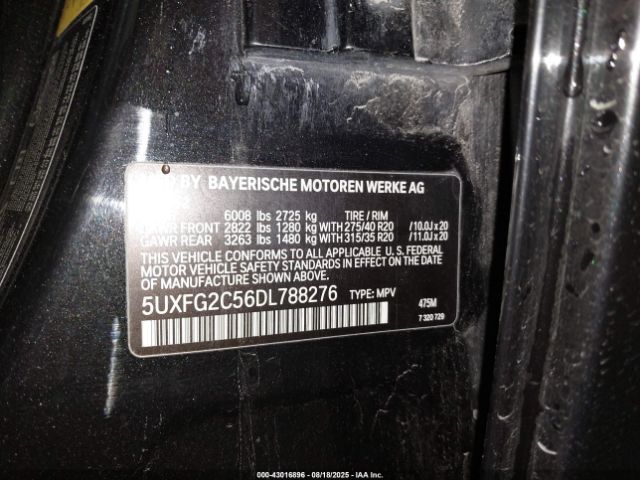 BY BAYERISCHE MOTOREN WERKE AG
6008 lbs 2725 kg TIRE / RIM
GAWR FRONT 2822 lbs 1280 kg WITH 275/40 R20 / 10.0J x 20
GAWR REAR 3263 lbs 1480 kg WITH 315/35 R20 / 11.0J x 20
THIS VEHICLE CONFORMS TO ALL APPLICABLE U. S. FEDERAL
MOTOR VEHICLE SAFETY STANDARDS IN EFFECT ON THE DATE
OF MANUFACTURE SHOWN ABOVE.
5UXFG2C56DL788276 TYPE: MPV
475M
7 320 729
000-43016896 - 08/18/2025 - IAA Inc.